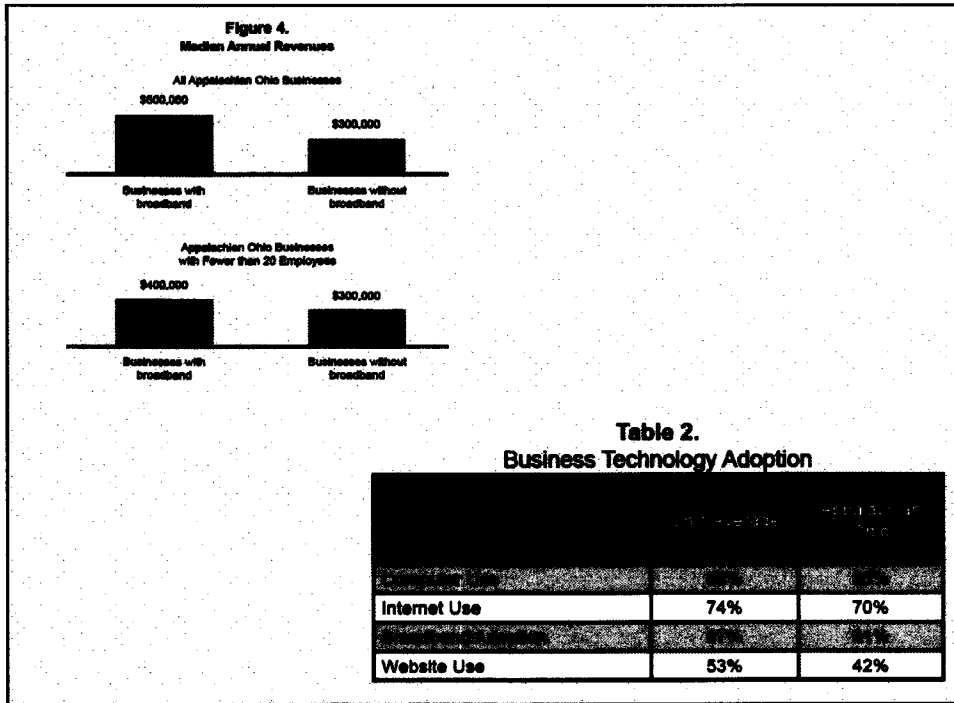 Figure 4.
Median Annual Revenues
All Appalachian Ohio Businesses
$500,000
$300,000
Businesses with
broadband
Businesses without
broadband
Appalachian Ohio Businesses
with Fewer than 20 Employees
$400,000
$300,000
Businesses with
broadband
Businesses without
broadband
Table 2.
Business Technology Adoption
Computer Use
Internet Use 74% 70%
Website Use 53% 42%